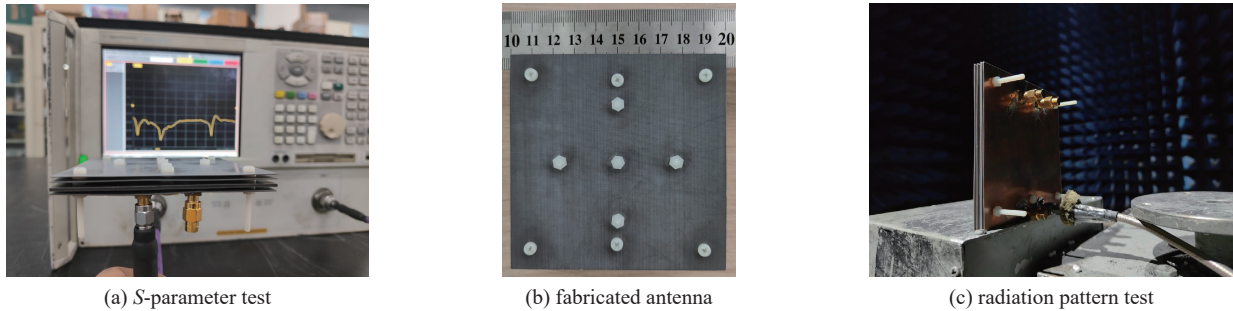 10 11 12 13 14 15 16 17 18 19 20
(a) S-parameter test
(b) fabricated antenna
(c) radiation pattern test